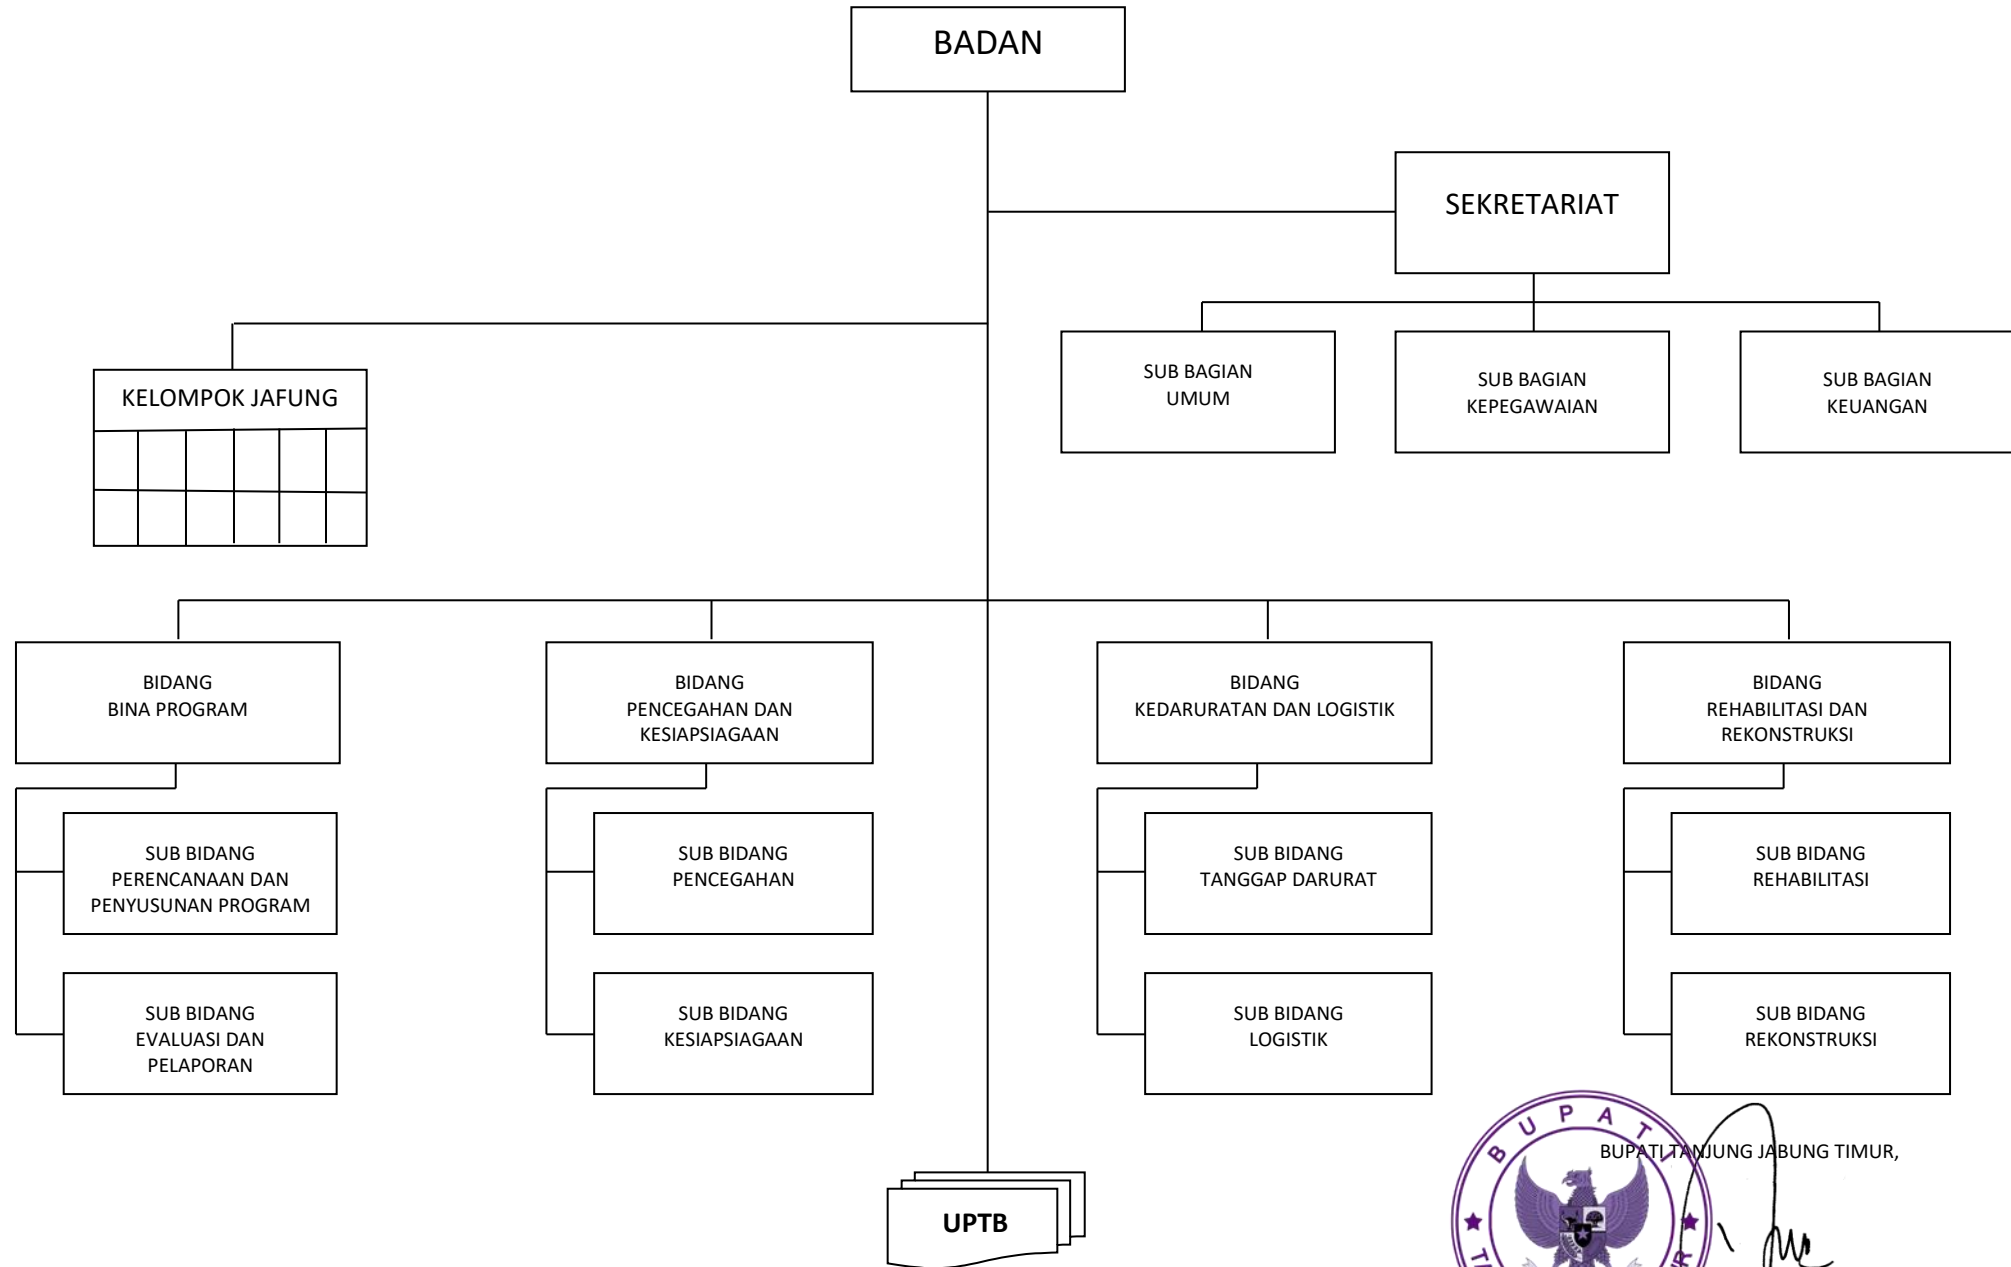 BADAN
SEKRETARIAT
SUB BAGIAN
UMUM
SUB BAGIAN
KEPEGAWAIAN
SUB BAGIAN
KEUANGAN
KELOMPOK JAFUNG
BIDANG
BINA PROGRAM
BIDANG
PENCEGAHAN DAN
KESIAPSIAGAAN
BIDANG
KEDARURATAN DAN LOGISTIK
BIDANG
REHABILITASI DAN
REKONSTRUKSI
SUB BIDANG
PERENCANAAN DAN
PENYUSUNAN PROGRAM
SUB BIDANG
PENCEGAHAN
SUB BIDANG
TANGGAP DARURAT
SUB BIDANG
REHABILITASI
SUB BIDANG
EVALUASI DAN
PELAPORAN
SUB BIDANG
KESIAPSIAGAAN
SUB BIDANG
LOGISTIK
SUB BIDANG
REKONSTRUKSI
BUPATI TANJUNG JABUNG TIMUR,
BUPATI
UPTB